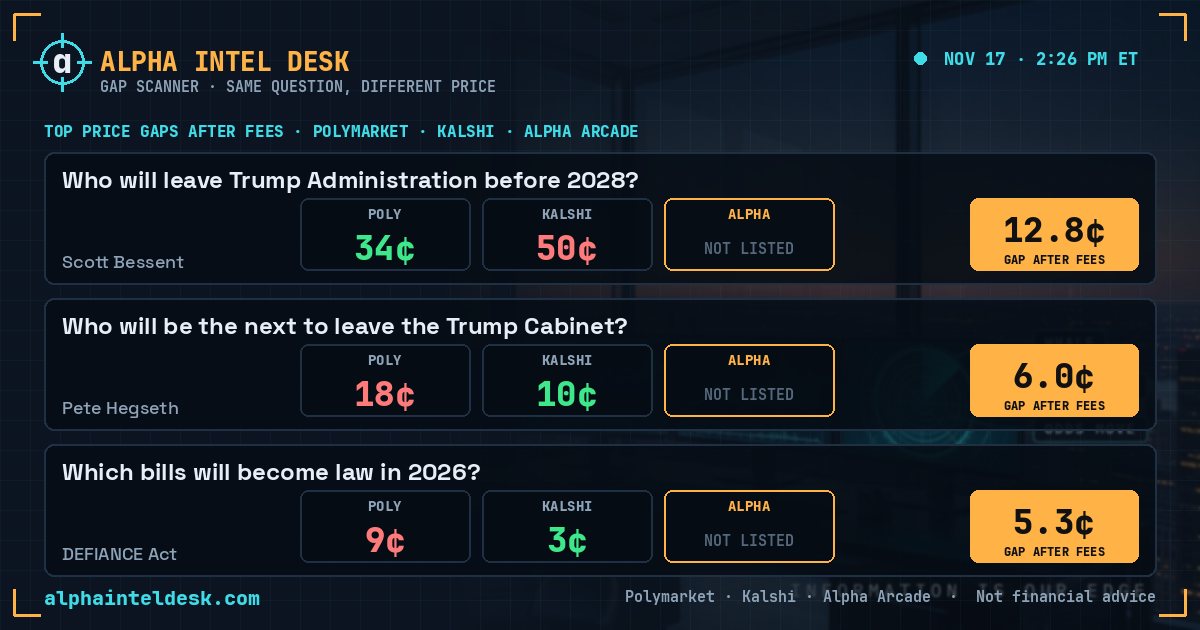 α
ALPHA INTEL DESK
GAP SCANNER · SAME QUESTION, DIFFERENT PRICE
NOV 17 · 2:26 PM ET
TOP PRICE GAPS AFTER FEES · POLYMARKET · KALSHI · ALPHA ARCADE
Who will leave Trump Administration before 2028?
Scott Bessent
POLY
34¢
KALSHI
50¢
ALPHA
NOT LISTED
12.8¢
GAP AFTER FEES
Who will be the next to leave the Trump Cabinet?
Pete Hegseth
POLY
18¢
KALSHI
10¢
ALPHA
NOT LISTED
6.0¢
GAP AFTER FEES
Which bills will become law in 2026?
DEFIANCE Act
POLY
9¢
KALSHI
3¢
ALPHA
NOT LISTED
5.3¢
GAP AFTER FEES
INFORMATION IS OUR EDGE
alphainteldesk.com
Polymarket · Kalshi · Alpha Arcade · Not financial advice